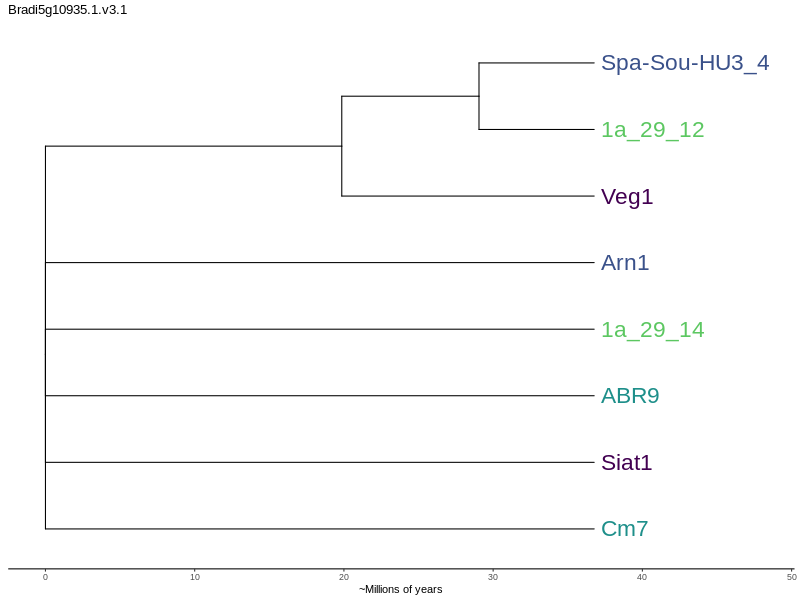 Bradi5g10935.1.v3.1
Spa-Sou-HU3_4
1a_29_12
Veg1
Arn1
1a_29_14
ABR9
Siat1
Cm7
0 10 20 30 40 50
~Millions of years